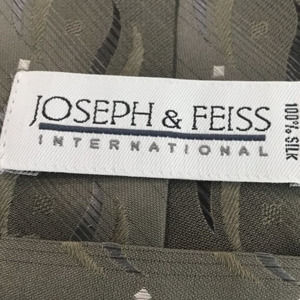 JOSEPH & FEISS
INTERNATIONAL
100% SILK